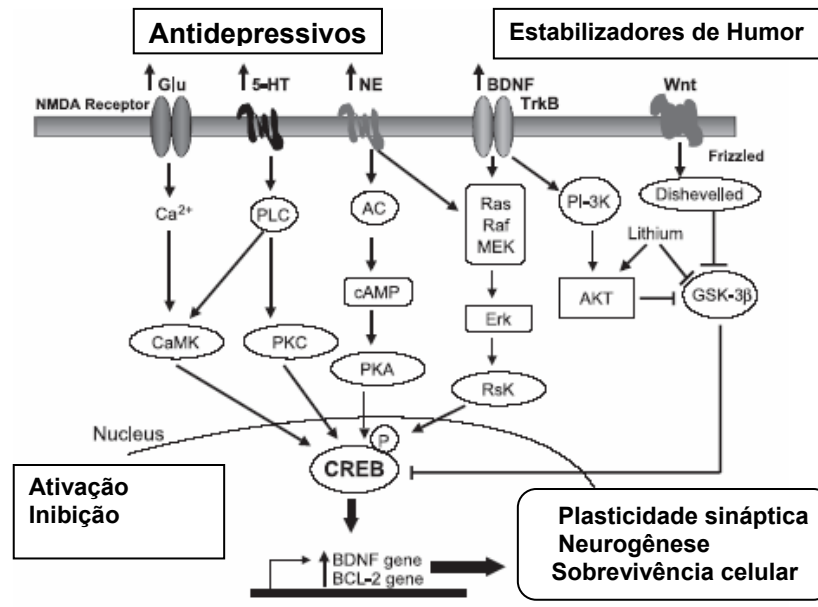 Antidepressivos
Estabilizadores de Humor
Glu
5-HT
NE
BDNF
Wnt
NMDA Receptor
TrkB
Frizzled
Ca2+
PLC
AC
Ras
Raf
MEK
PI-3K
Dishevelled
Lithium
cAMP
AKT
GSK-3β
Erk
CaMK
PKC
PKA
RsK
Nucleus
P
CREB
Ativação
Inibição
Plasticidade sináptica
Neurogênese
Sobrevivência celular
BDNF gene
BCL-2 gene